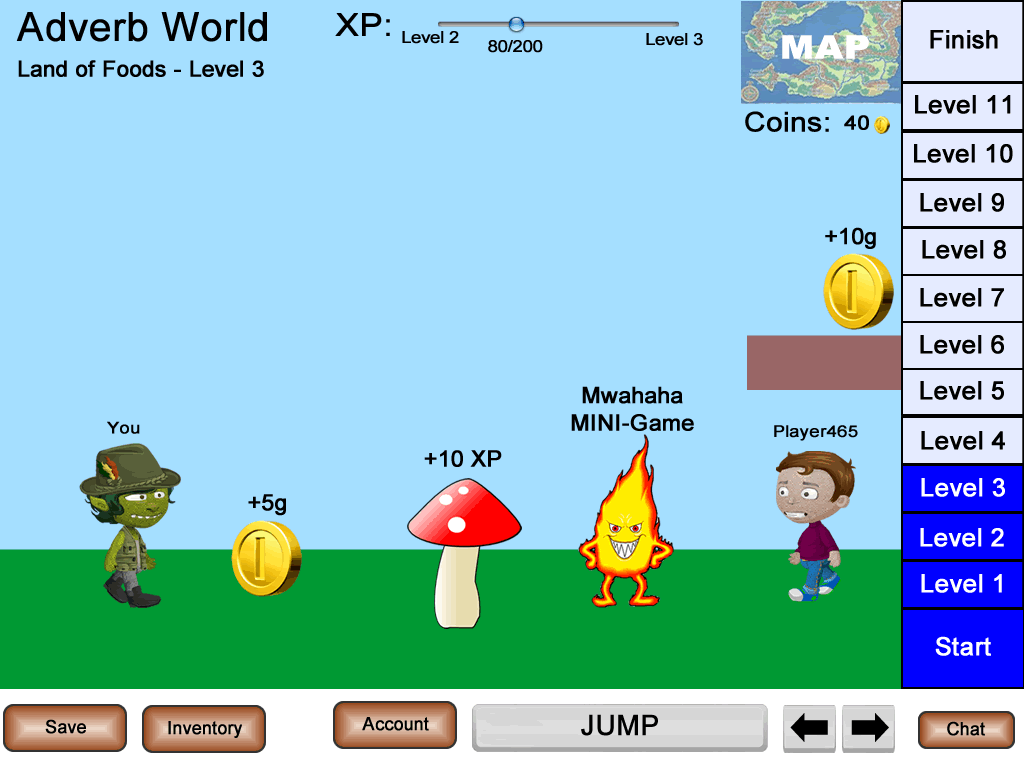 Adverb World
Land of Foods - Level 3
XP:
Level 2
80/200
Level 3
MAP
Coins: 40
+10g
Mwahaha
MINI-Game
You
+5g
+10 XP
Player465
Finish
Level 11
Level 10
Level 9
Level 8
Level 7
Level 6
Level 5
Level 4
Level 3
Level 2
Level 1
Start
Save
Inventory
Account
JUMP
Chat